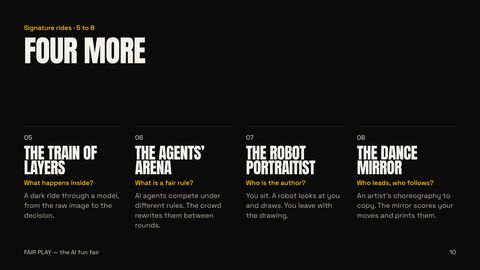 Signature rides · 5 to 8
FOUR MORE
05
THE TRAIN OF
LAYERS
What happens inside?
A dark ride through a model,
from the raw image to the
decision.
06
THE AGENTS’
ARENA
What is a fair rule?
AI agents compete under
different rules. The crowd
rewrites them between
rounds.
07
THE ROBOT
PORTRAITIST
Who is the author?
You sit. A robot looks at you
and draws. You leave with
the drawing.
08
THE DANCE
MIRROR
Who leads, who follows?
An artist's choreography to
copy. The mirror scores your
moves and prints them.
FAIR PLAY — the AI fun fair
10